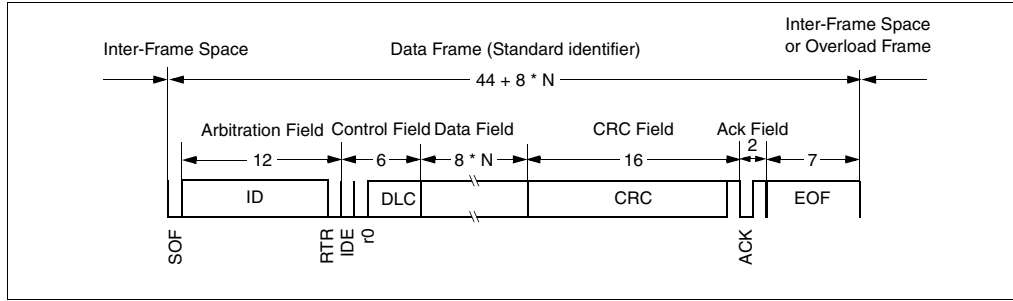 Inter-Frame Space
Data Frame (Standard identifier)
Inter-Frame Space
or Overload Frame
44 + 8 * N
Arbitration Field
Control Field
Data Field
CRC Field
Ack Field
12
6
8 * N
16
2
7
ID
DLC
CRC
EOF
SOF
RTR
IDE
r0
ACK